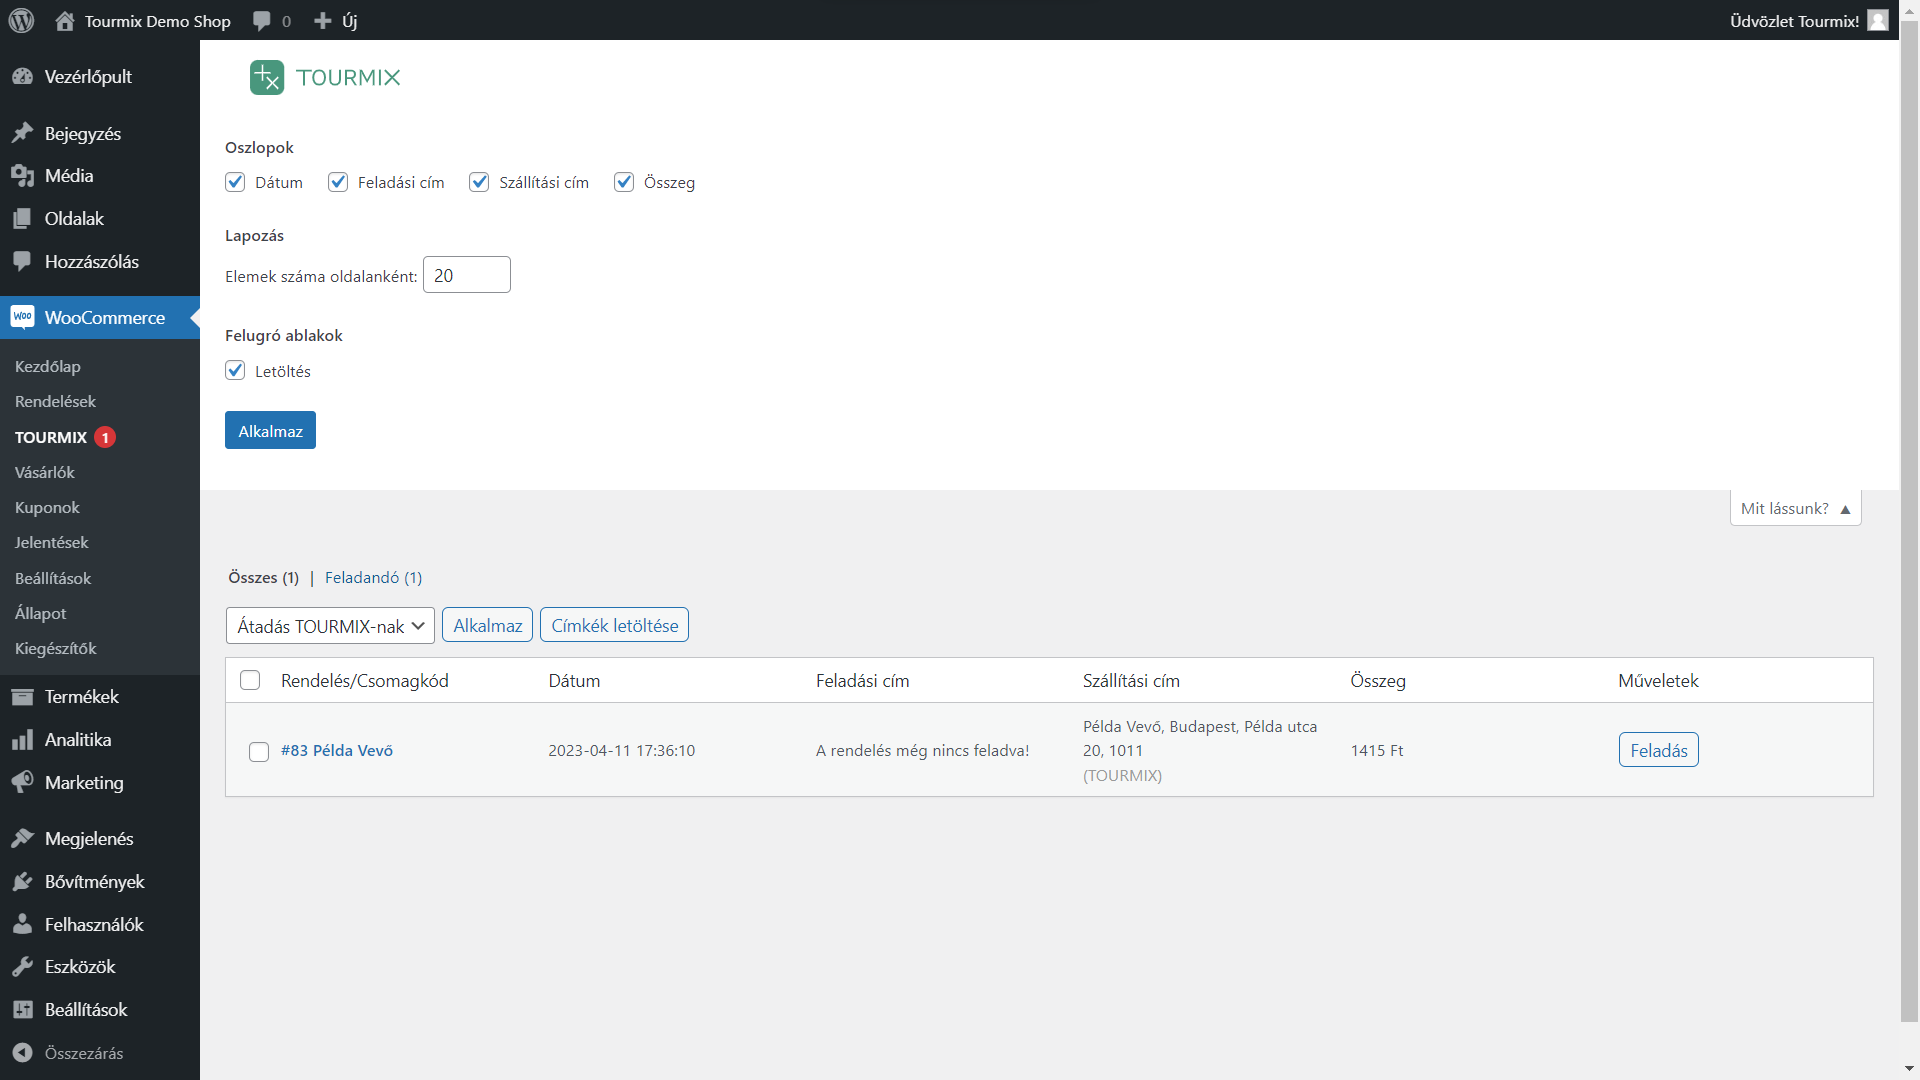 Tourmix Demo Shop 0 Új Üdvözlet Tourmix!
Vezérlőpult
Bejegyzés
Média
Oldalak
Hozzászólás
Woo WooCommerce
Kezdőlap
Rendelések
TOURMIX 1
Vásárlók
Kuponok
Jelentések
Beállítások
Állapot
Kiegészítők
Termékek
Analitika
Marketing
Megjelenés
Bővítmények
Felhasználók
Eszközök
Beállítások
Összezárás
TOURMIX
Oszlopok
Dátum Feladási cím Szállítási cím Összeg
Lapozás
Elemek száma oldalanként: 20
Felugró ablakok
Letöltés
Alkalmaz
Mit lássunk? ▲
Összes (1) | Feladandó (1)
Átadás TOURMIX-nak Alkalmaz Címkék letöltése
Rendelés/Csomagkód Dátum Feladási cím Szállítási cím Összeg Műveletek
#83 Példa Vevő 2023-04-11 17:36:10 A rendelés még nincs feladva! Példa Vevő, Budapest, Példa utca
20, 1011 1415 Ft Feladás
(TOURMIX)